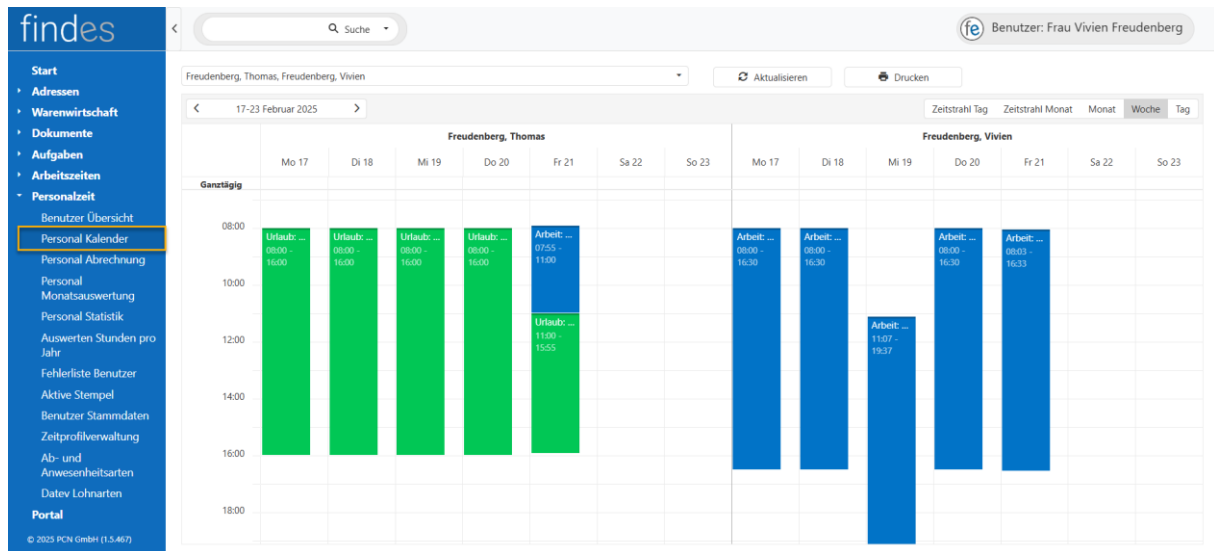 findes
Suche
fe
Benutzer: Frau Vivien Freudenberg
Start
Adressen
Warenwirtschaft
Dokumente
Aufgaben
Arbeitszeiten
Personalzeit
Benutzer Übersicht
Personal Kalender
Personal Abrechnung
Personal
Monatsauswertung
Personal Statistik
Auswerten Stunden pro
Jahr
Fehlerliste Benutzer
Aktive Stempel
Benutzer Stammdaten
Zeitprofilverwaltung
Ab- und
Anwesenheitsarten
Datev Lohnarten
Portal
© 2025 PCN GmbH (1.5.467)
Freudenberg, Thomas, Freudenberg, Vivien
Aktualisieren
Drucken
17-23 Februar 2025
Zeitstrahl Tag Zeitstrahl Monat Monat Woche Tag
Freudenberg, Thomas Freudenberg, Vivien
Mo 17 Di 18 Mi 19 Do 20 Fr 21 Sa 22 So 23 Mo 17 Di 18 Mi 19 Do 20 Fr 21 Sa 22 So 23
Ganztägig
08:00
10:00
12:00
14:00
16:00
18:00
Urlaub: ...
08:00 -
16:00
Urlaub: ...
08:00 -
16:00
Urlaub: ...
08:00 -
16:00
Urlaub: ...
08:00 -
16:00
Arbeit: ...
07:55 -
11:00
Urlaub: ...
11:00 -
15:55
Arbeit: ...
08:00 -
16:30
Arbeit: ...
08:00 -
16:30
Arbeit: ...
11:07 -
19:37
Arbeit: ...
08:00 -
16:30
Arbeit: ...
08:03 -
16:33